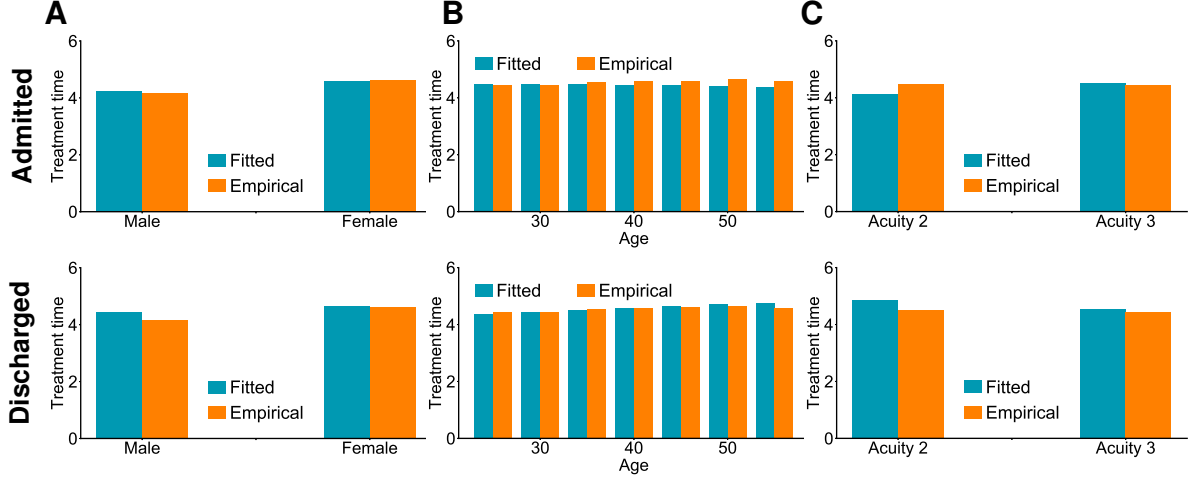 A
B
C
Admitted
Treatment time
6
4
2
0
Fitted
Empirical
Male
Female
Treatment time
6
4
2
0
Fitted
Empirical
30
40
50
Age
Treatment time
6
4
2
0
Fitted
Empirical
Acuity 2
Acuity 3
Discharged
Treatment time
6
4
2
0
Fitted
Empirical
Male
Female
Treatment time
6
4
2
0
Fitted
Empirical
30
40
50
Age
Treatment time
6
4
2
0
Fitted
Empirical
Acuity 2
Acuity 3